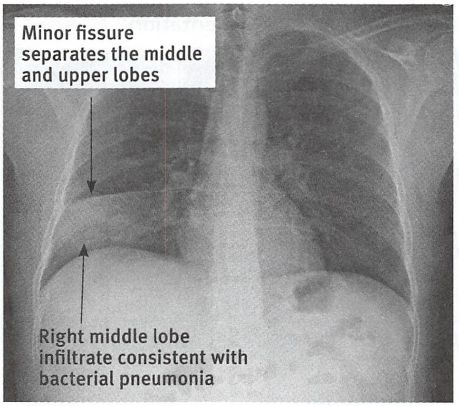 Minor fissure
separates the middle
and upper lobes
Right middle lobe
infiltrate consistent with
bacterial pneumonia